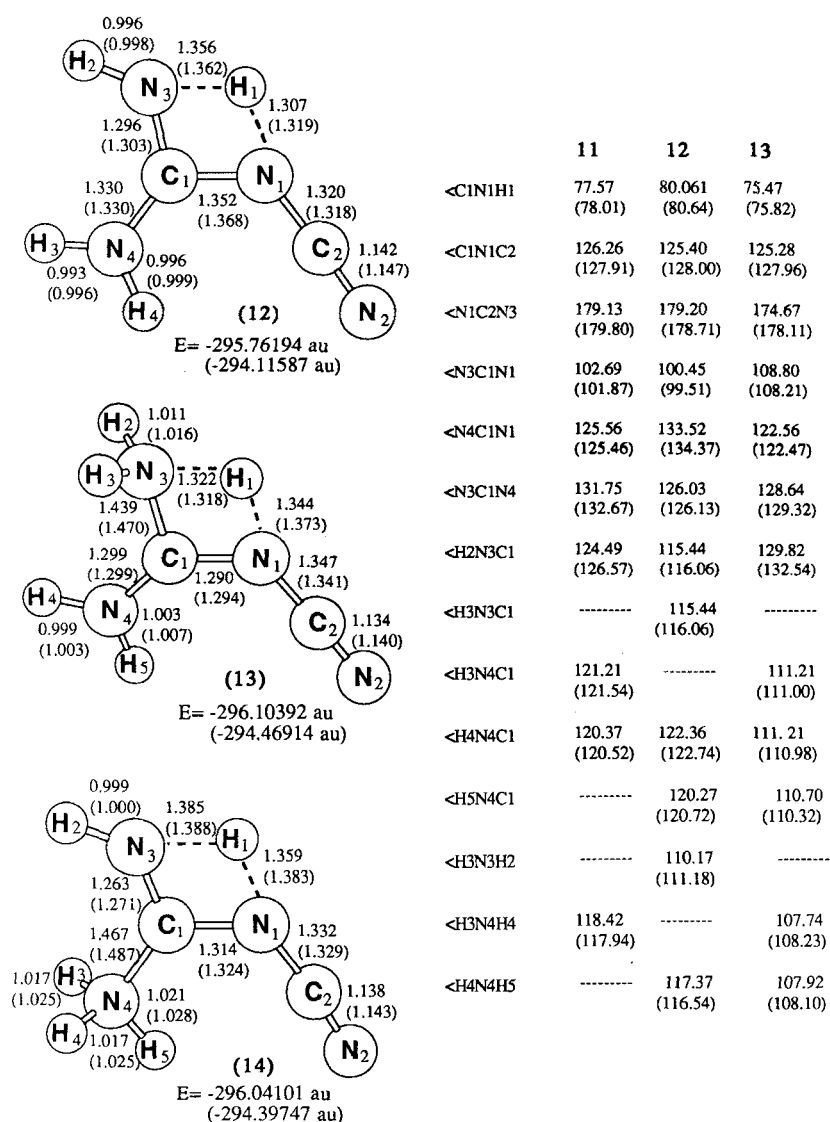 0.996
(0.998)
1.356
(1.362)
H2
N3
H1
1.307
(1.319)
1.296
(1.303)
C1
N1
1.330
(1.330)
1.352
(1.368)
1.320
(1.318)
H3
N4
C2
1.142
(1.147)
0.993
(0.996)
0.996
(0.999)
H4
N2
(12)
E= -295.76194 au
(-294.11587 au)
H2
1.011
(1.016)
H3
N3
1.322
(1.318)
H1
1.439
(1.470)
1.344
(1.373)
1.299
(1.299)
C1
N1
1.290
(1.294)
1.347
(1.341)
H4
N4
1.003
(1.007)
C2
1.134
(1.140)
0.999
(1.003)
H5
N2
(13)
E= -296.10392 au
(-294.46914 au)
0.999
(1.000)
1.385
(1.388)
H2
N3
H1
1.359
(1.383)
1.263
(1.271)
C1
N1
1.467
(1.487)
1.314
(1.324)
1.332
(1.329)
1.017
(1.025)
H3
N4
1.021
(1.028)
C2
1.138
(1.143)
H4
1.017
(1.025)
H5
N2
(14)
E= -296.04101 au
(-294.39747 au)
11 12 13
<C1N1H1 77.57 80.061 75.47
(78.01) (80.64) (75.82)
<C1N1C2 126.26 125.40 125.28
(127.91) (128.00) (127.96)
<N1C2N3 179.13 179.20 174.67
(179.80) (178.71) (178.11)
<N3C1N1 102.69 100.45 108.80
(101.87) (99.51) (108.21)
<N4C1N1 125.56 133.52 122.56
(125.46) (134.37) (122.47)
<N3C1N4 131.75 126.03 128.64
(132.67) (126.13) (129.32)
<H2N3C1 124.49 115.44 129.82
(126.57) (116.06) (132.54)
<H3N3C1 --------- 115.44 ---------
(116.06)
<H3N4C1 121.21 --------- 111.21
(121.54) (111.00)
<H4N4C1 120.37 122.36 111. 21
(120.52) (122.74) (110.98)
<H5N4C1 --------- 120.27 110.70
(120.72) (110.32)
<H3N3H2 --------- 110.17 ---------
(111.18)
<H3N4H4 118.42 --------- 107.74
(117.94) (108.23)
<H4N4H5 --------- 117.37 107.92
(116.54) (108.10)